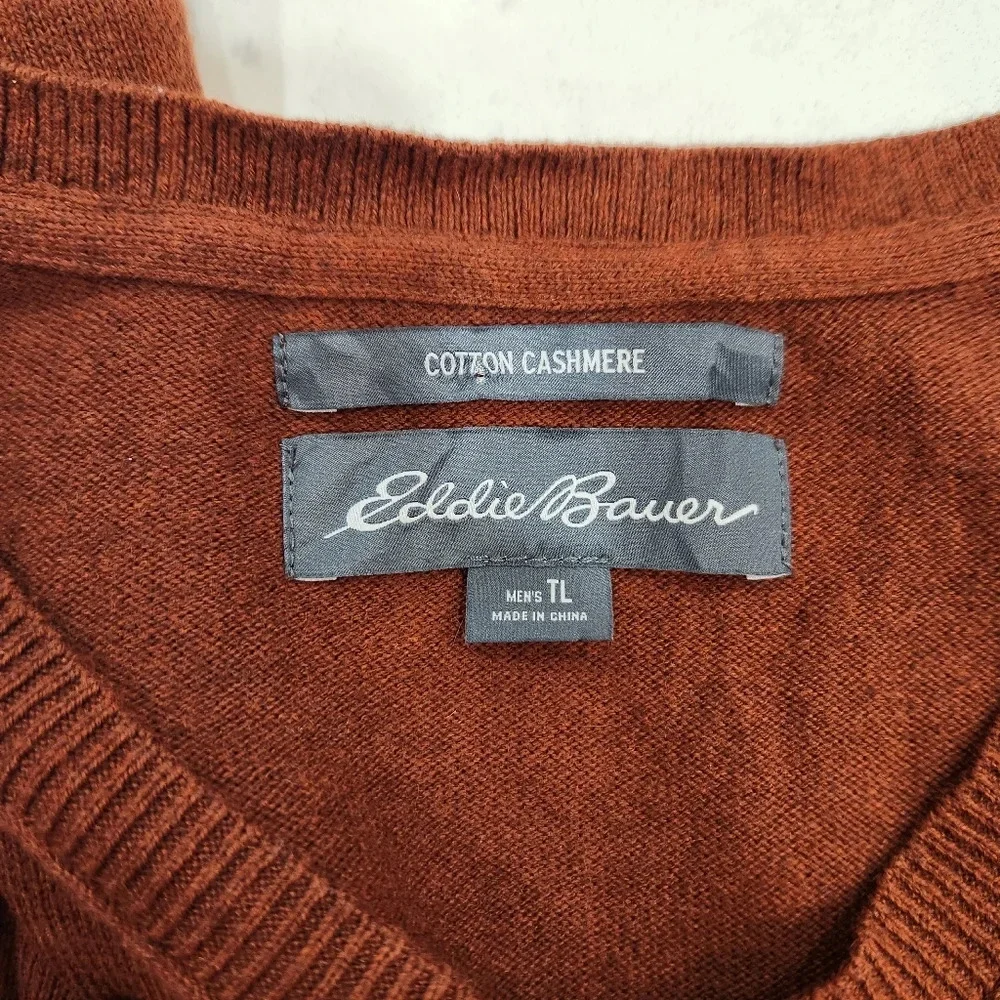 COTTON CASHMERE
Eddie Bauer
MEN'S TL
MADE IN CHINA